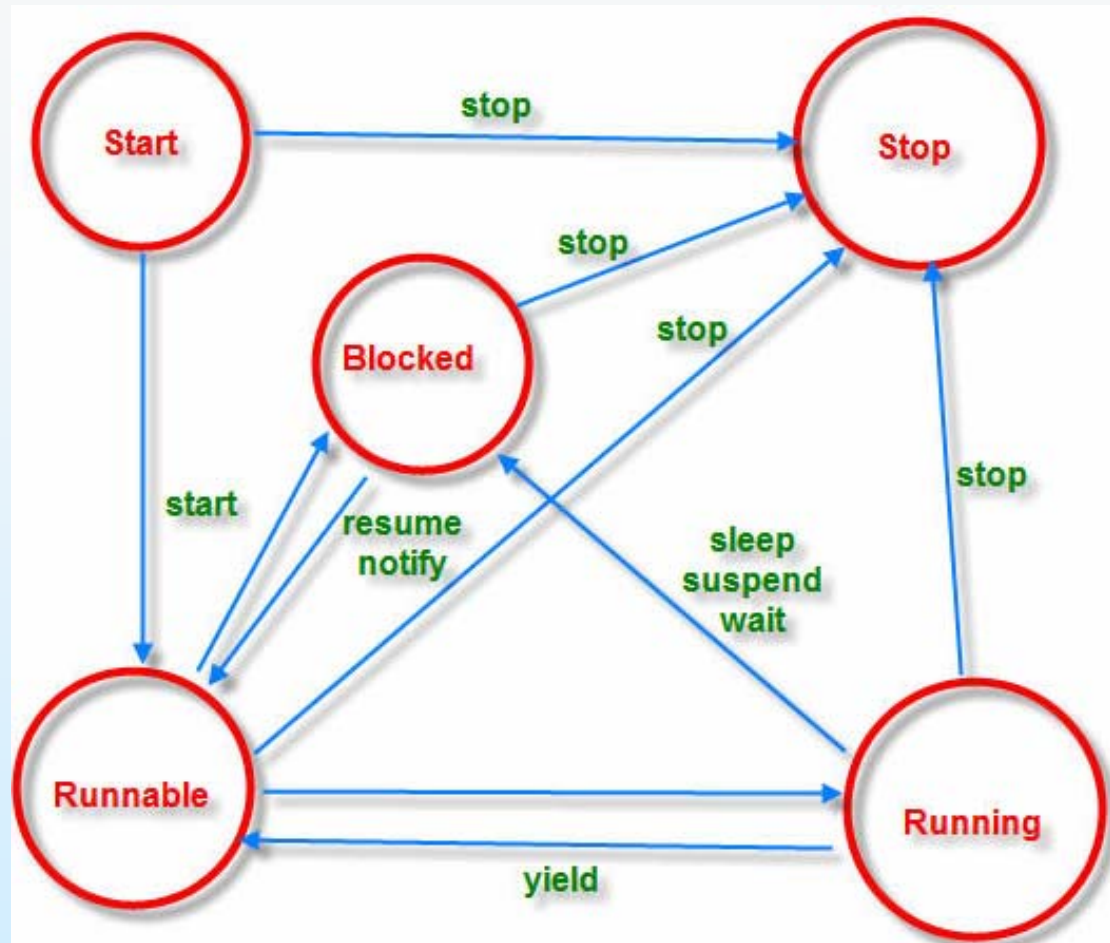 stop
Start
Stop
stop
stop
Blocked
start
resume
notify
sleep
suspend
wait
stop
Runnable
Running
yield